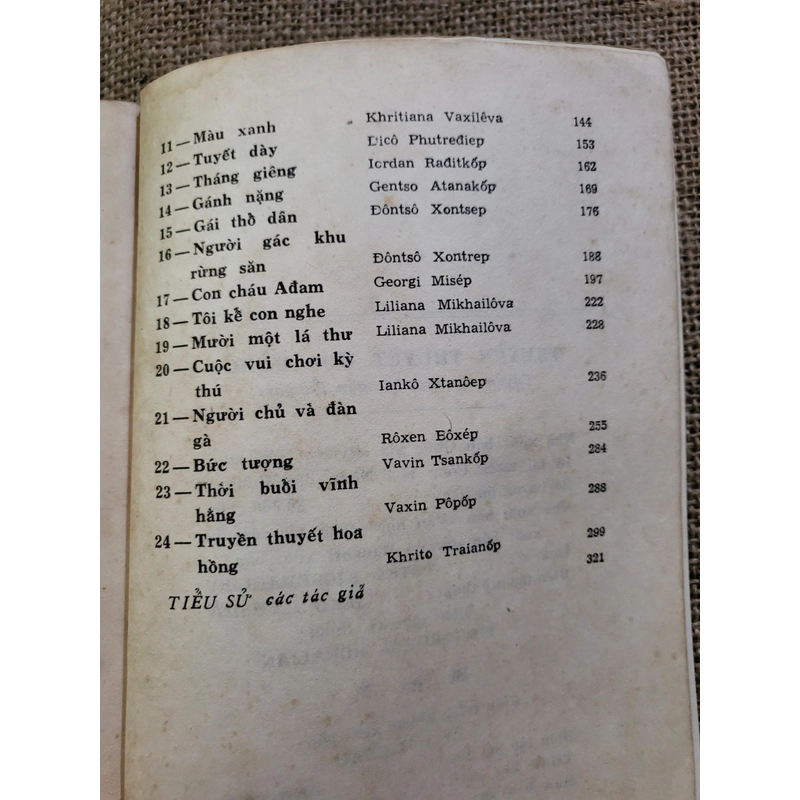 11 — Màu xanh Khritiana Vaxilêva 144
12 — Tuyết dày Đicô Phutređiep 153
13 — Tháng giêng Iordan Rađitkốp 162
14 — Gánh nặng Gentso Atanakốp 169
15 — Gái thổ dân Đôntsô Xontsep 176
16 — Người gác khu
rừng săn Đôntsô Xontrep 188
17 — Con cháu Ađam Georgi Misép 197
18 — Tôi kể con nghe Liliana Mikhailôva 222
19 — Mười một lá thư Liliana Mikhailôva 228
20 — Cuộc vui chơi kỳ
thú Iankô Xtanôep 236
21 — Người chủ và đàn
gà Rôxen Eôxép 255
22 — Bức tượng Vavin Tsankốp 284
23 — Thời buổi vĩnh
hằng Vaxin Pôpốp 288
24 — Truyền thuyết hoa
hồng Khrito Traianốp 299
TIỂU SỬ các tác giả 321